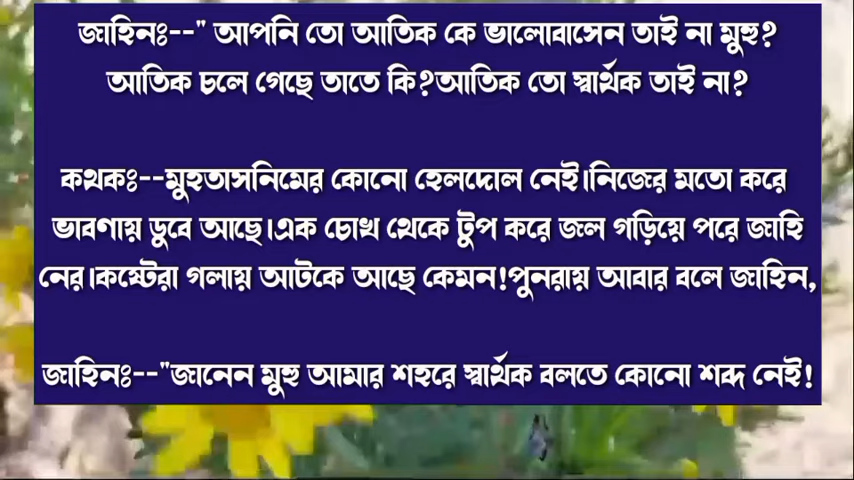 জাহিনঃ--" আপনি তো আতিক কে ভালোবাসেন তাই না মুহু?
আতিক চলে গেছে তাতে কি?আতিক তো স্বার্থক তাই না?
কথকঃ--মুহতাসনিমের কোনো হেলদোল নেই।নিজের মতো করে
ভাবণায় ডুবে আছে।এক চোখ থেকে টুপ করে জল গড়িয়ে পরে জাহি
নের।কষ্টেরা গলায় আটকে আছে কেমন!পুনরায় আবার বলে জাহিন,
জাহিনঃ--"জানেন মুহু আমার শহরে স্বার্থক বলতে কোনো শব্দ নেই!